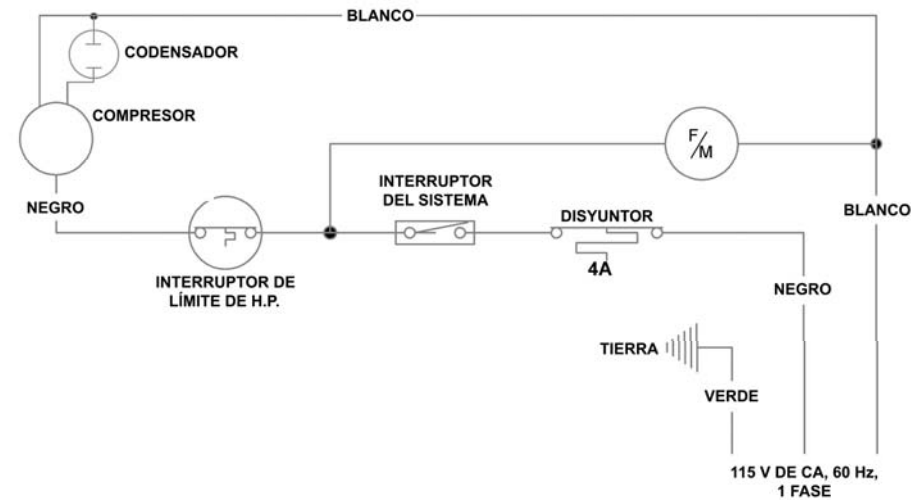 BLANCO
CODENSADOR
COMPRESOR
F/M
INTERRUPTOR
DEL SISTEMA
NEGRO
DISYUNTOR
BLANCO
4A
INTERRUPTOR DE
LÍMITE DE H.P.
NEGRO
TIERRA
VERDE
115 V DE CA, 60 Hz,
1 FASE